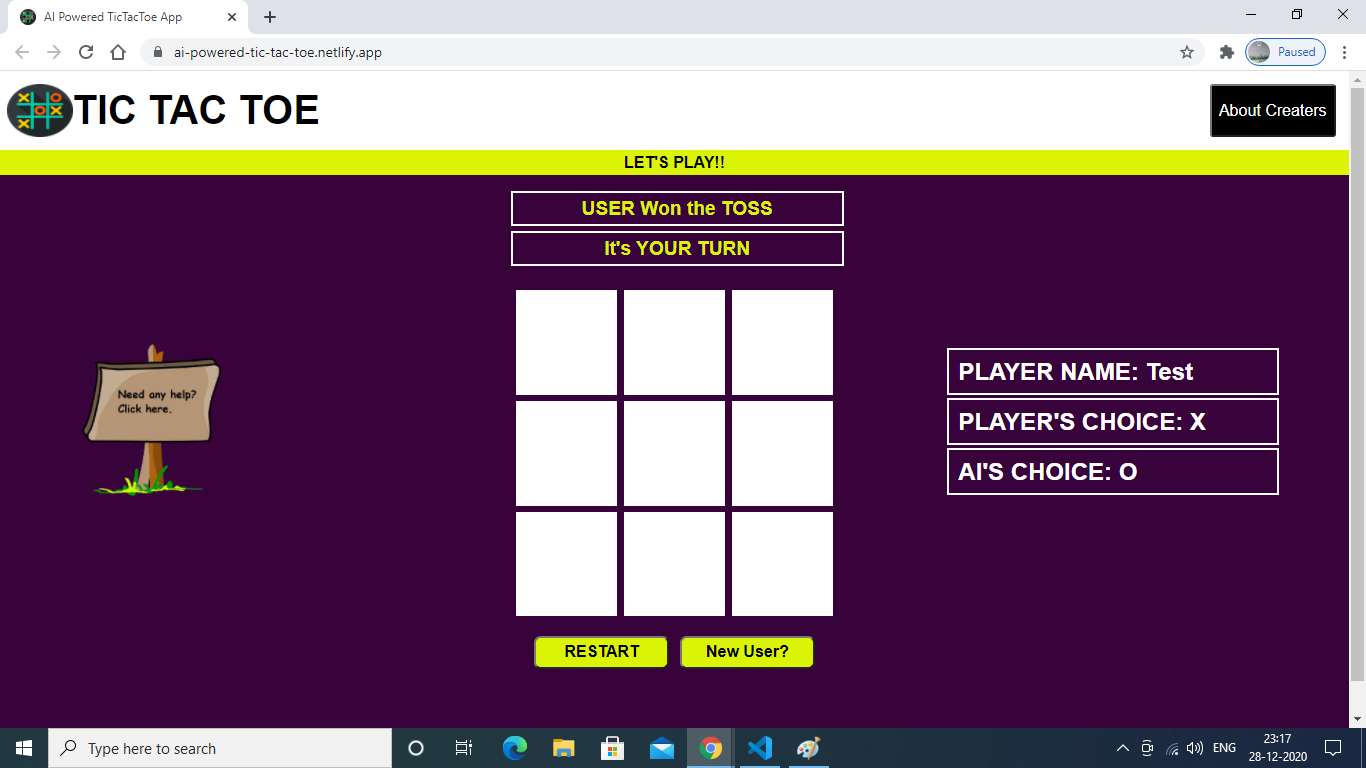 AI Powered TicTacToe App
ai-powered-tic-tac-toe.netlify.app
Paused
TIC TAC TOE
About Creaters
LET'S PLAY!!
USER Won the TOSS
It's YOUR TURN
Need any help?
Click here.
PLAYER NAME: Test
PLAYER'S CHOICE: X
AI'S CHOICE: O
RESTART
New User?
Type here to search
ENG
23:17
28-12-2020